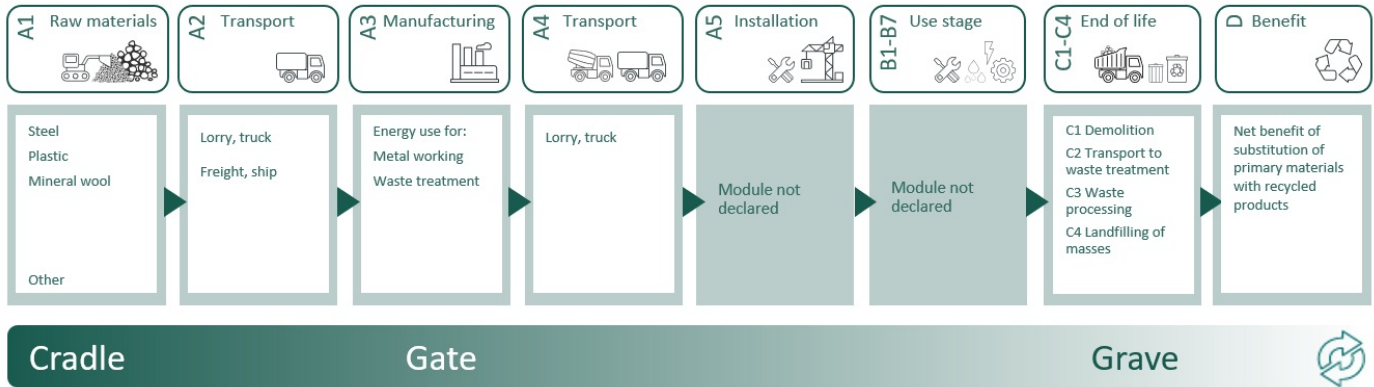 A1 Raw materials
A2 Transport
A3 Manufacturing
A4 Transport
A5 Installation
B1-B7 Use stage
C1-C4 End of life
D Benefit
Steel
Plastic
Mineral wool
Other
Lorry, truck
Freight, ship
Energy use for:
Metal working
Waste treatment
Lorry, truck
Module not
declared
Module not
declared
C1 Demolition
C2 Transport to
waste treatment
C3 Waste
processing
C4 Landfilling of
masses
Net benefit of
substitution of
primary materials
with recycled
products
Cradle
Gate
Grave